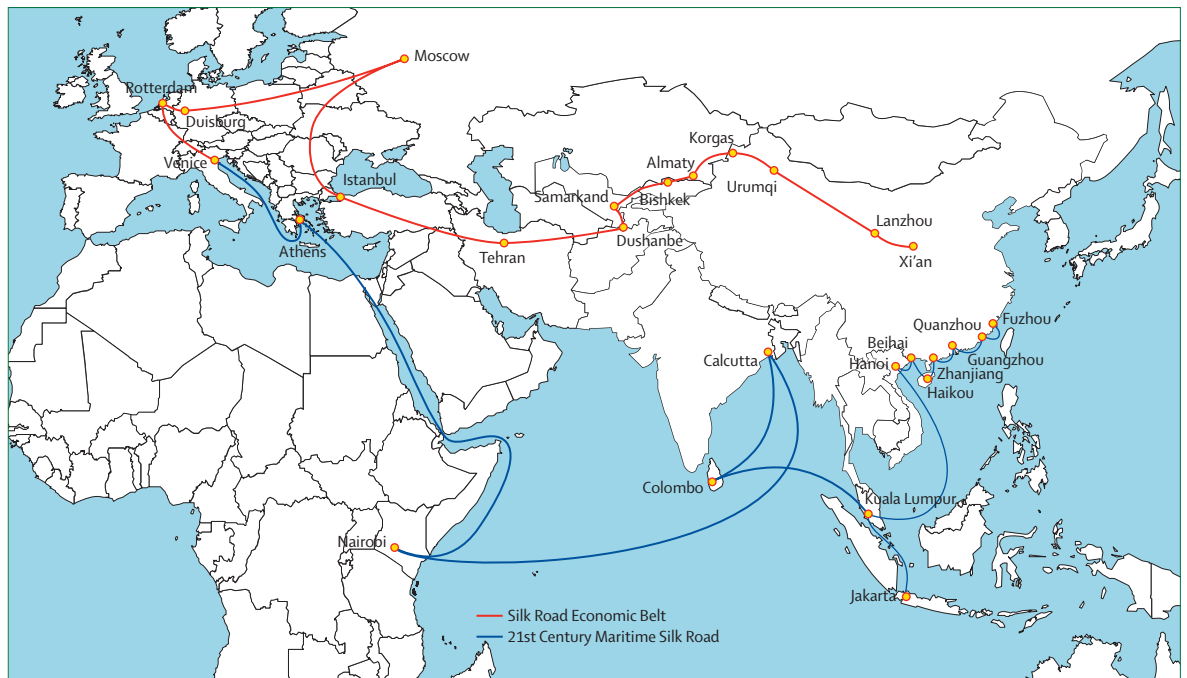 Moscow
Rotterdam
Duisburg
Venice
Istanbul
Athens
Tehran
Korgas
Almaty
Urumqi
Samarkand
Bishkek
Dushanbe
Lanzhou
Xi’an
Quanzhou
Fuzhou
Beihai
Guangzhou
Calcutta
Hanoi
Zhanjiang
Haikou
Colombo
Kuala Lumpur
Nairobi
Jakarta
Silk Road Economic Belt
21st Century Maritime Silk Road